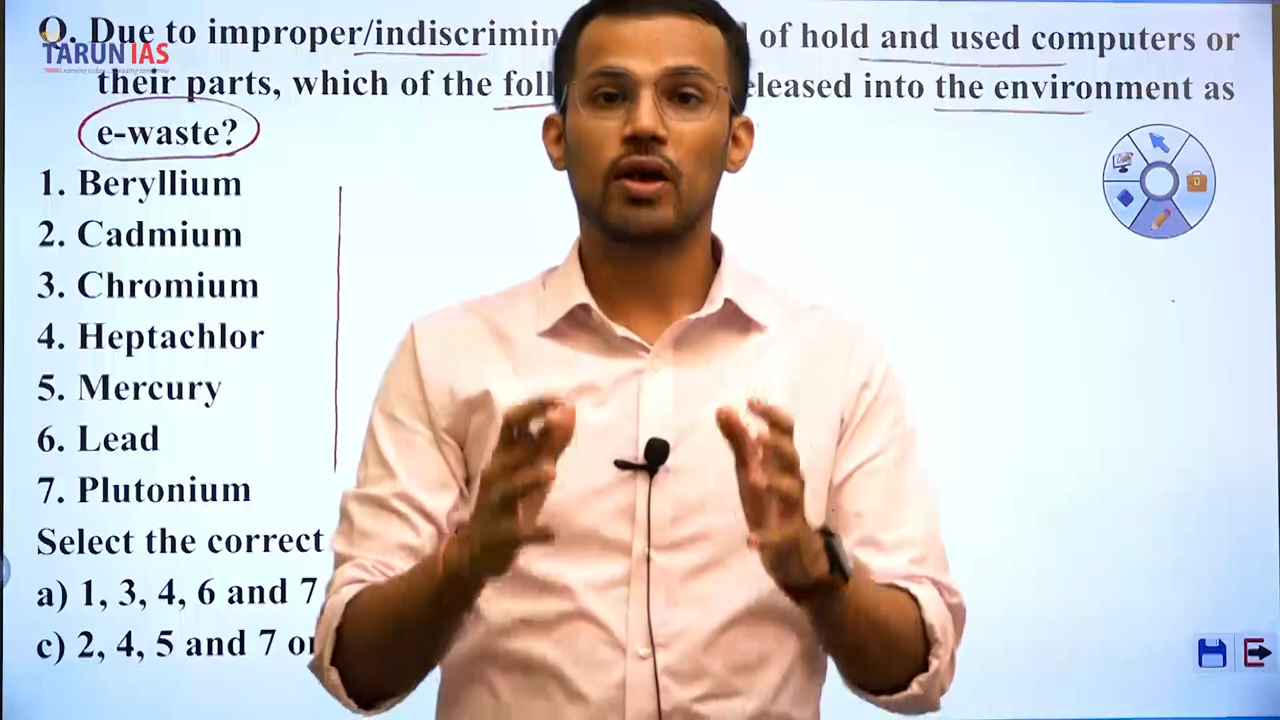 Q. Due to improper/indiscrimin of hold and used computers or
TARUN IAS
their parts, which of the foll eleased into the environment as
e-waste?
1. Beryllium
2. Cadmium
3. Chromium
4. Heptachlor
5. Mercury
6. Lead
7. Plutonium
Select the correct
a) 1, 3, 4, 6 and 7
c) 2, 4, 5 and 7